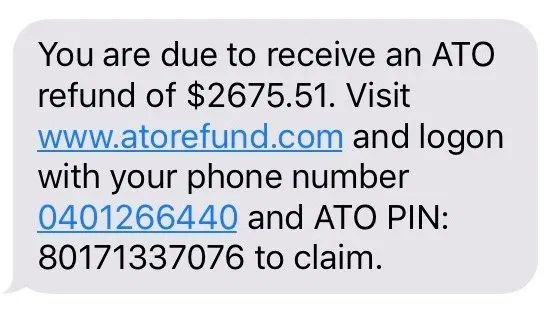 You are due to receive an ATO
refund of $2675.51. Visit
www.atorefund.com and logon
with your phone number
0401266440 and ATO PIN:
80171337076 to claim.